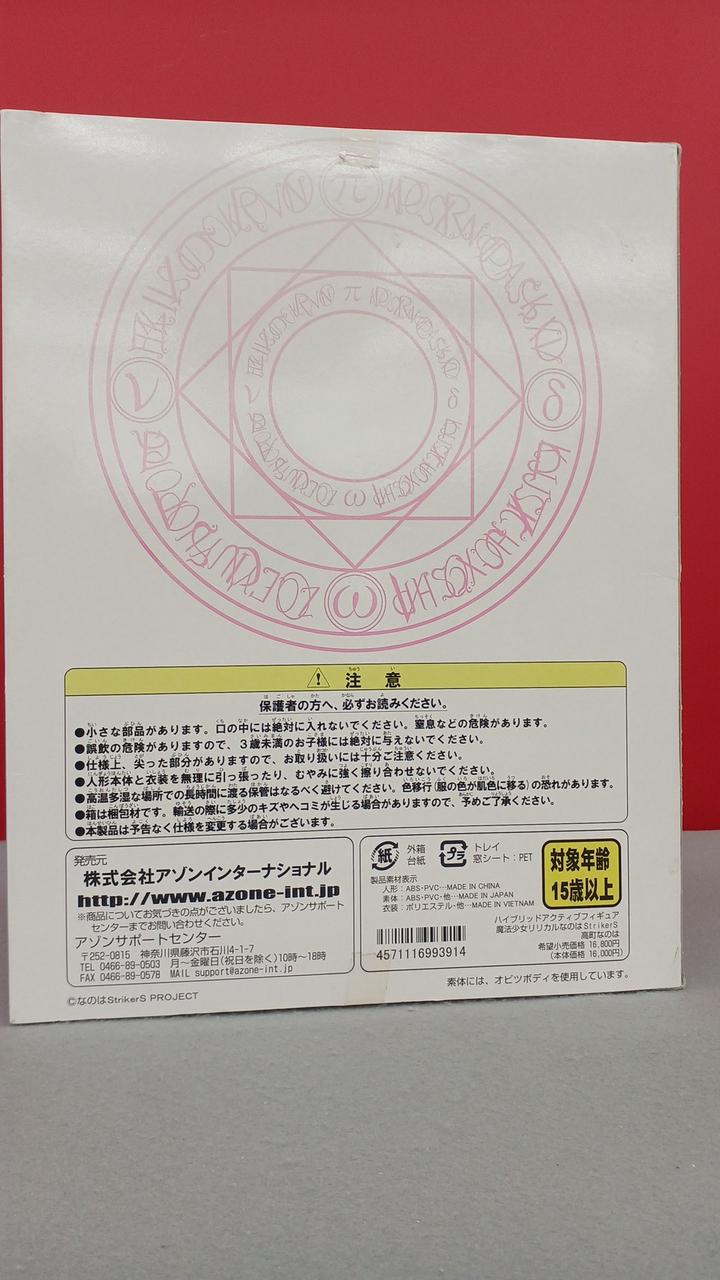 π
δ
ω
ν
π
δ
ω
ν
注 意
保護者の方へ、必ずお読みください。
●小さな部品があります。口の中には絶対に入れないでください。窒息などの危険があります。
●誤飲の危険がありますので、3歳未満のお子様には絶対に与えないでください。
●仕様上、尖った部分がありますので、お取り扱いには十分ご注意ください。
●人形本体と衣装を無理に引っ張ったり、むやみに強く擦り合わせないでください。
●高温多湿な場所での長時間に渡る保管はなるべく避けてください。色移行(服の色が肌色に移る)の恐れがあります。
●箱は梱包材です。輸送の際に多少のキズやヘコミが生じる場合がありますので、予めご了承ください。
●本製品は予告なく仕様を変更する場合がございます。
発売元
株式会社アゾンインターナショナル
http://www.azone-int.jp
※商品についてお気づきの点がございましたら、アゾンサポート
センターまでお問い合わせください。
アゾンサポートセンター
〒252-0815 神奈川県藤沢市石川4-1-7
TEL 0466-89-0503 月〜金曜日(祝日を除く)10時〜18時
FAX 0466-89-0578 MAIL support@azone-int.jp
紙
外箱
台紙
プラ
トレイ
窓シート:PET
製品素材表示
人形:ABS・PVC…MADE IN CHINA
素体:ABS・PVC・他…MADE IN JAPAN
衣装:ポリエステル・他…MADE IN VIETNAM
対象年齢
15歳以上
4571116993914
ハイブリッドアクティブフィギュア
魔法少女リリカルなのはStrikerS
高町なのは
希望小売価格 16,800円
(本体価格 16,000円)
素体には、オビツボディを使用しています。
©なのはStrikerS PROJECT